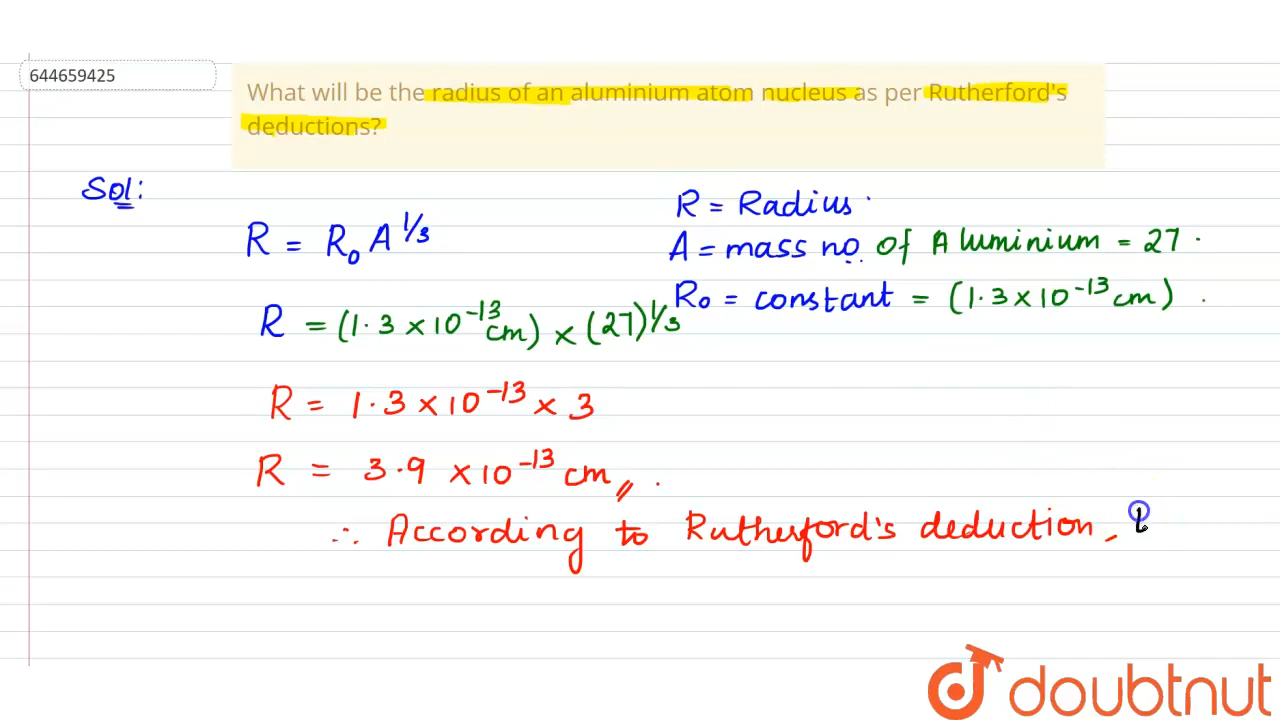 644659425
What will be the radius of an aluminium atom nucleus as per Rutherford's
deductions?
Sol:
R = Radius.
R = R₀ A^1/3
A = mass no. of Aluminium = 27.
R₀ = constant = (1.3 × 10⁻¹³ cm).
R = (1.3 × 10⁻¹³ cm) × (27)^1/3
R = 1.3 × 10⁻¹³ × 3
R = 3.9 × 10⁻¹³ cm //.
∴ According to Rutherford's deduction,
doubtnut